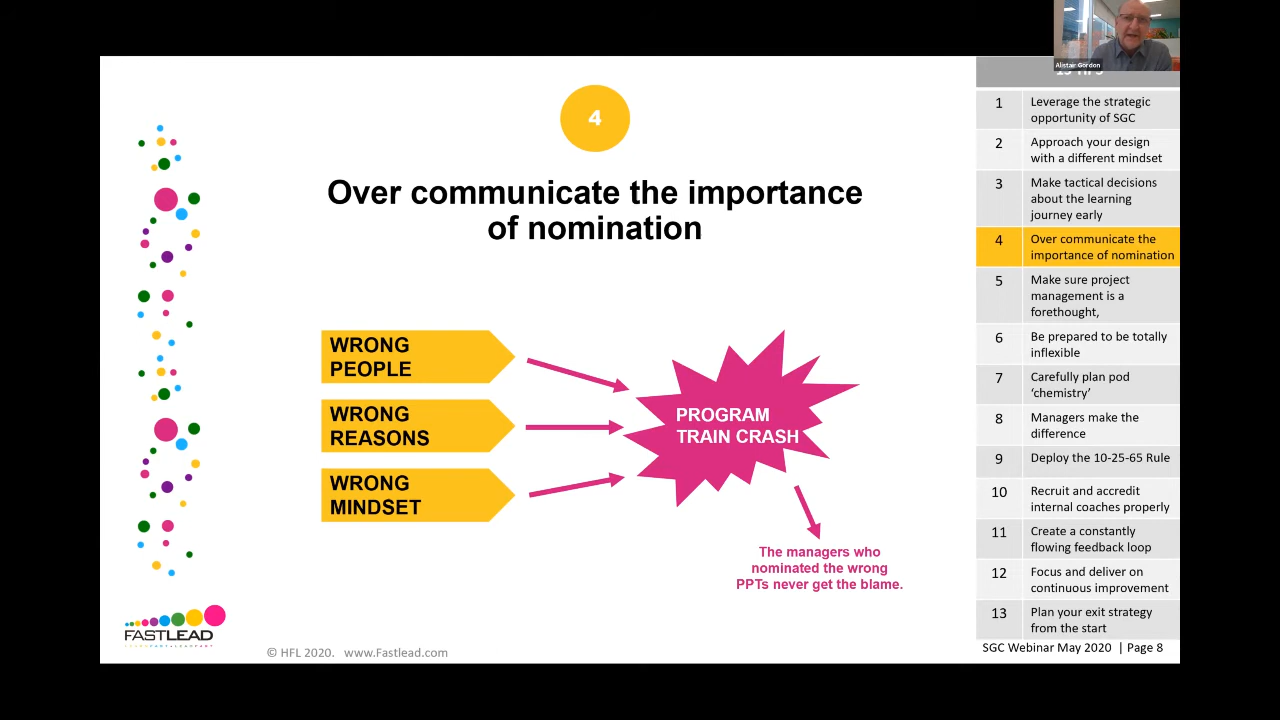 Alistair Gordon
4
Over communicate the importance
of nomination
WRONG
PEOPLE
WRONG
REASONS
WRONG
MINDSET
PROGRAM
TRAIN CRASH
The managers who
nominated the wrong
PPTs never get the blame.
FASTLEAD
© HFL 2020.   www.Fastlead.com
1 Leverage the strategic
opportunity of SGC
2 Approach your design
with a different mindset
3 Make tactical decisions
about the learning
journey early
4 Over communicate the
importance of nomination
5 Make sure project
management is a
forethought,
6 Be prepared to be totally
inflexible
7 Carefully plan pod
‘chemistry’
8 Managers make the
difference
9 Deploy the 10-25-65 Rule
10 Recruit and accredit
internal coaches properly
11 Create a constantly
flowing feedback loop
12 Focus and deliver on
continuous improvement
13 Plan your exit strategy
from the start
SGC Webinar May 2020 | Page 8